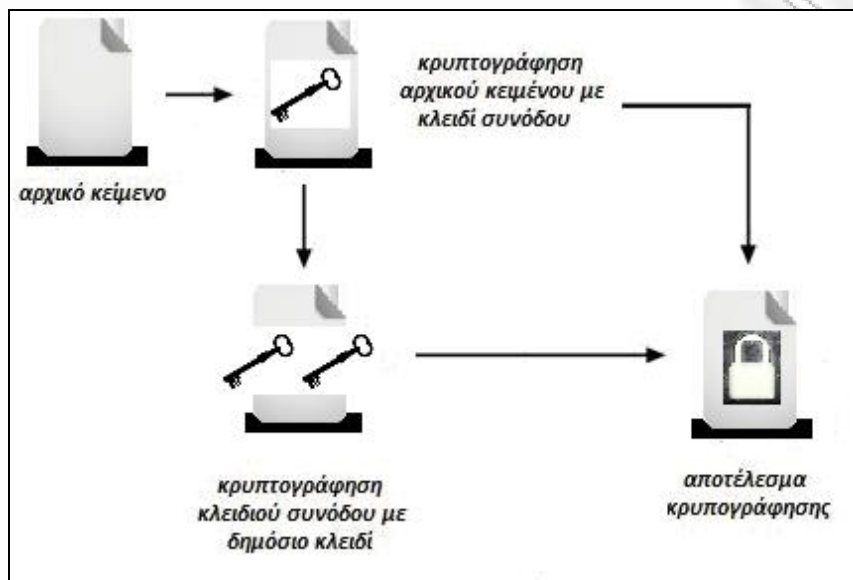 αρχικό κείμενο
κρυπτογράφηση
αρχικού κειμένου με
κλειδί συνόδου
κρυπτογράφηση
κλειδιού συνόδου με
δημόσιο κλειδί
αποτέλεσμα
κρυπογράφησης